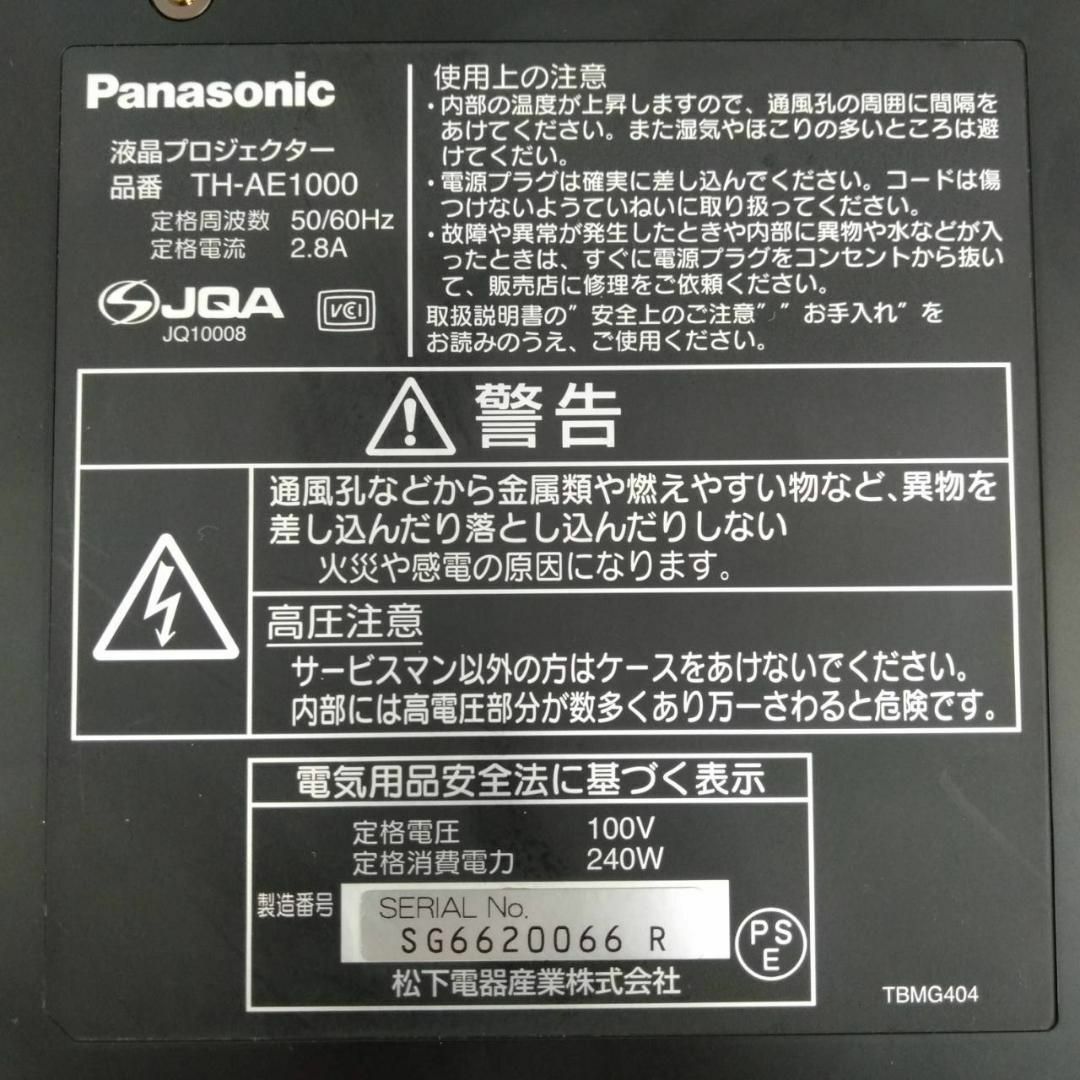 Panasonic
液晶プロジェクター
品番 TH-AE1000
定格周波数 50/60Hz
定格電流 2.8A
JQA
JQ10008
VCI
使用上の注意
・内部の温度が上昇しますので、通風孔の周囲に間隔を
あけてください。また湿気やほこりの多いところは避
けてください。
・電源プラグは確実に差し込んでください。コードは傷
つけないようていねいに取り扱ってください。
・故障や異常が発生したときや内部に異物や水などが入
ったときは、すぐに電源プラグをコンセントから抜い
て、販売店に修理をご依頼ください。
取扱説明書の"安全上のご注意"、"お手入れ"を
お読みのうえ、ご使用ください。
警告
通風孔などから金属類や燃えやすい物など、異物を
差し込んだり落とし込んだりしない
火災や感電の原因になります。
高圧注意
サービスマン以外の方はケースをあけないでください。
内部には高電圧部分が数多くあり万一さわると危険です。
電気用品安全法に基づく表示
定格電圧 100V
定格消費電力 240W
製造番号
SERIAL No.
SG6620066 R
PS
E
松下電器産業株式会社
TBMG404